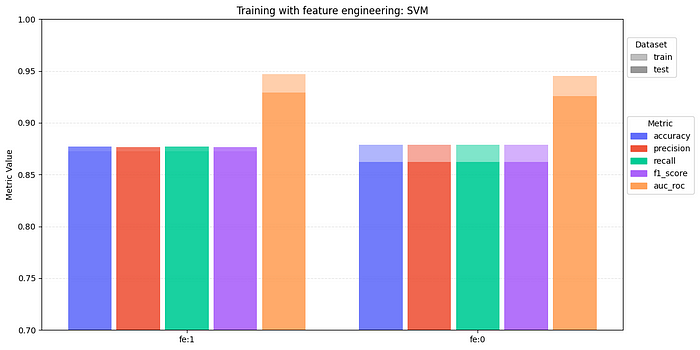 Training with feature engineering: SVM
1.00
0.95
0.90
0.85
0.80
0.75
0.70
Metric Value
fe:1
fe:0
Dataset
train
test
Metric
accuracy
precision
recall
f1_score
auc_roc